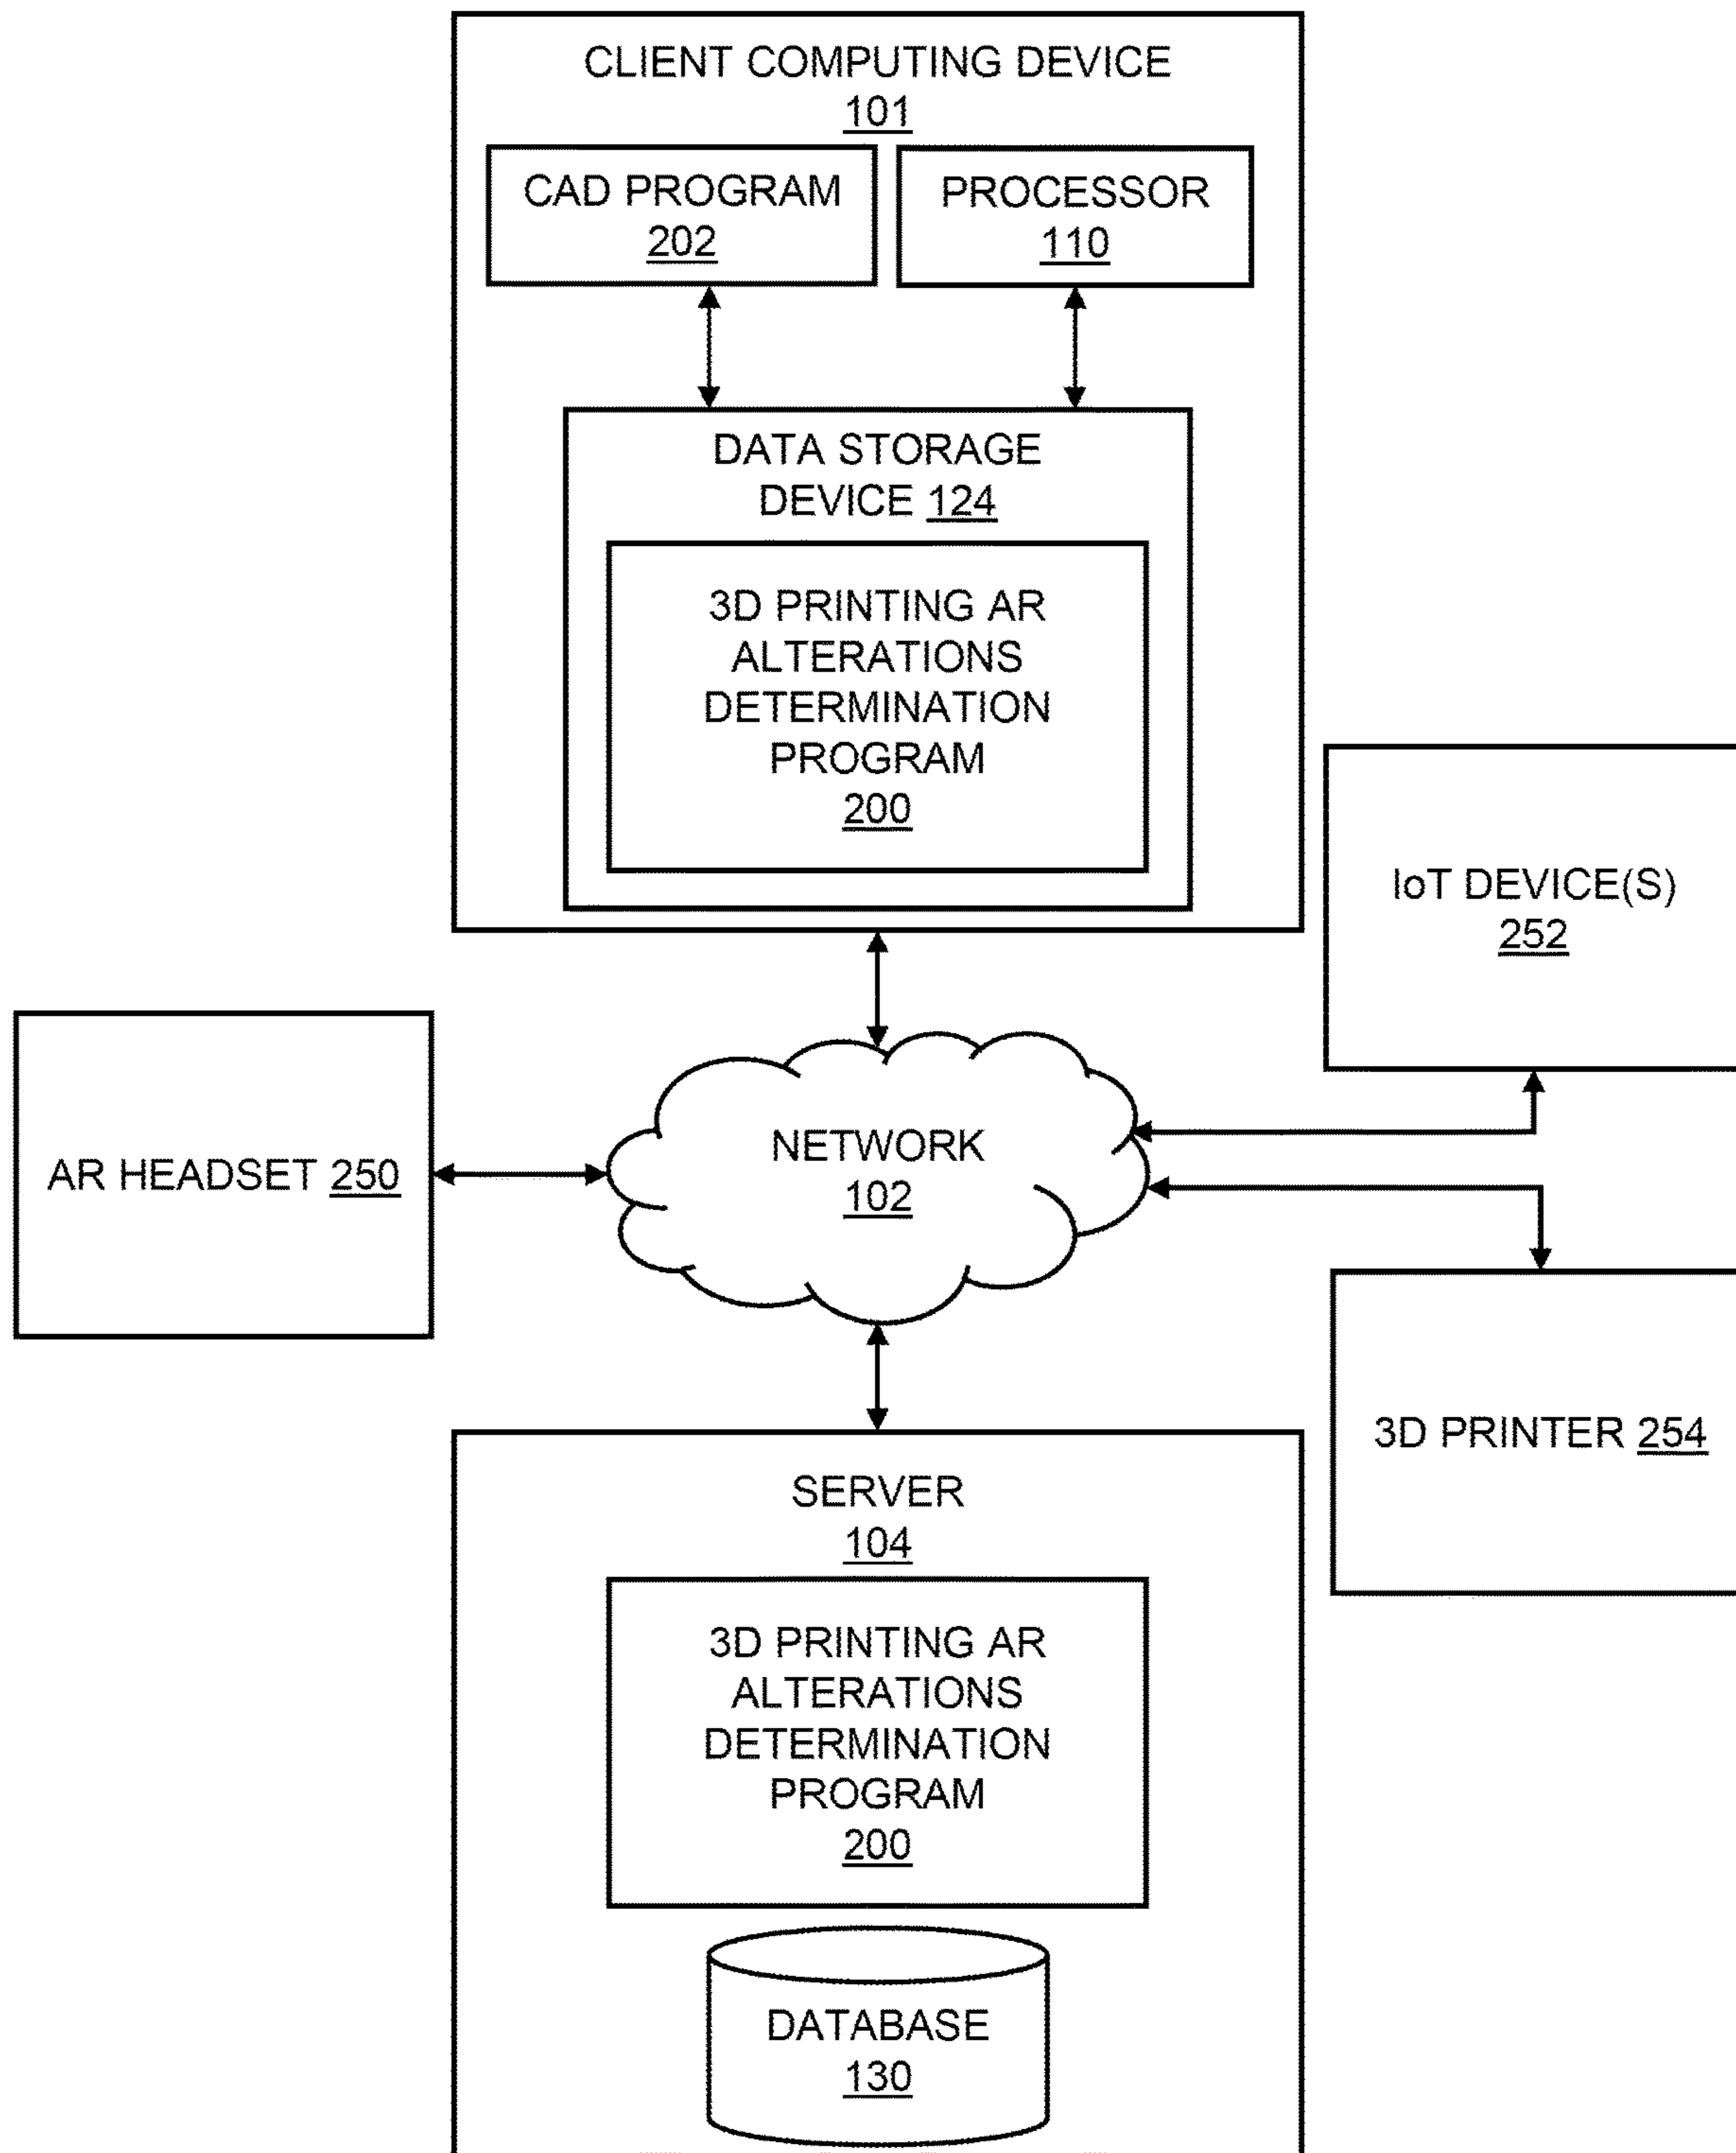 CLIENT COMPUTING DEVICE
101
CAD PROGRAM
202
PROCESSOR
110
DATA STORAGE
DEVICE 124
3D PRINTING AR
ALTERATIONS
DETERMINATION
PROGRAM
200
IoT DEVICE(S)
252
AR HEADSET 250
NETWORK
102
3D PRINTER 254
SERVER
104
3D PRINTING AR
ALTERATIONS
DETERMINATION
PROGRAM
200
DATABASE
130